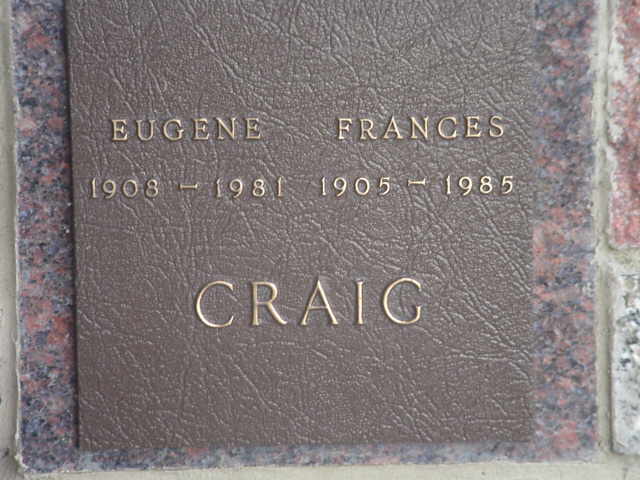 EUGENE FRANCES
1908 – 1981 1905 – 1985
CRAIG